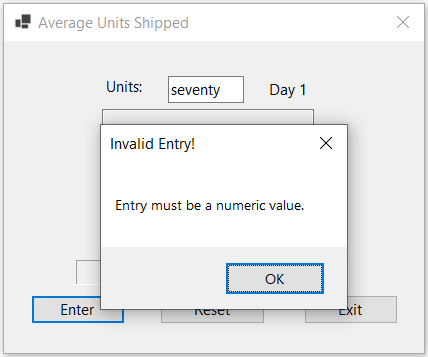 Average Units Shipped
Units: seventy Day 1
Invalid Entry!
Entry must be a numeric value.
OK
Enter Reset Exit